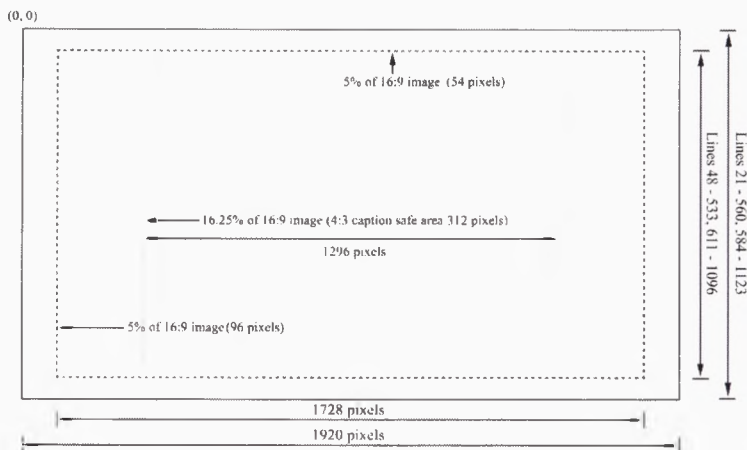 (0, 0)
5% of 16:9 image (54 pixels)
16.25% of 16:9 image (4:3 caption safe area 312 pixels)
1296 pixels
5% of 16:9 image (96 pixels)
Lines 48 - 533, 611 - 1096
Lines 21 - 560, 584 - 1123
1728 pixels
1920 pixels